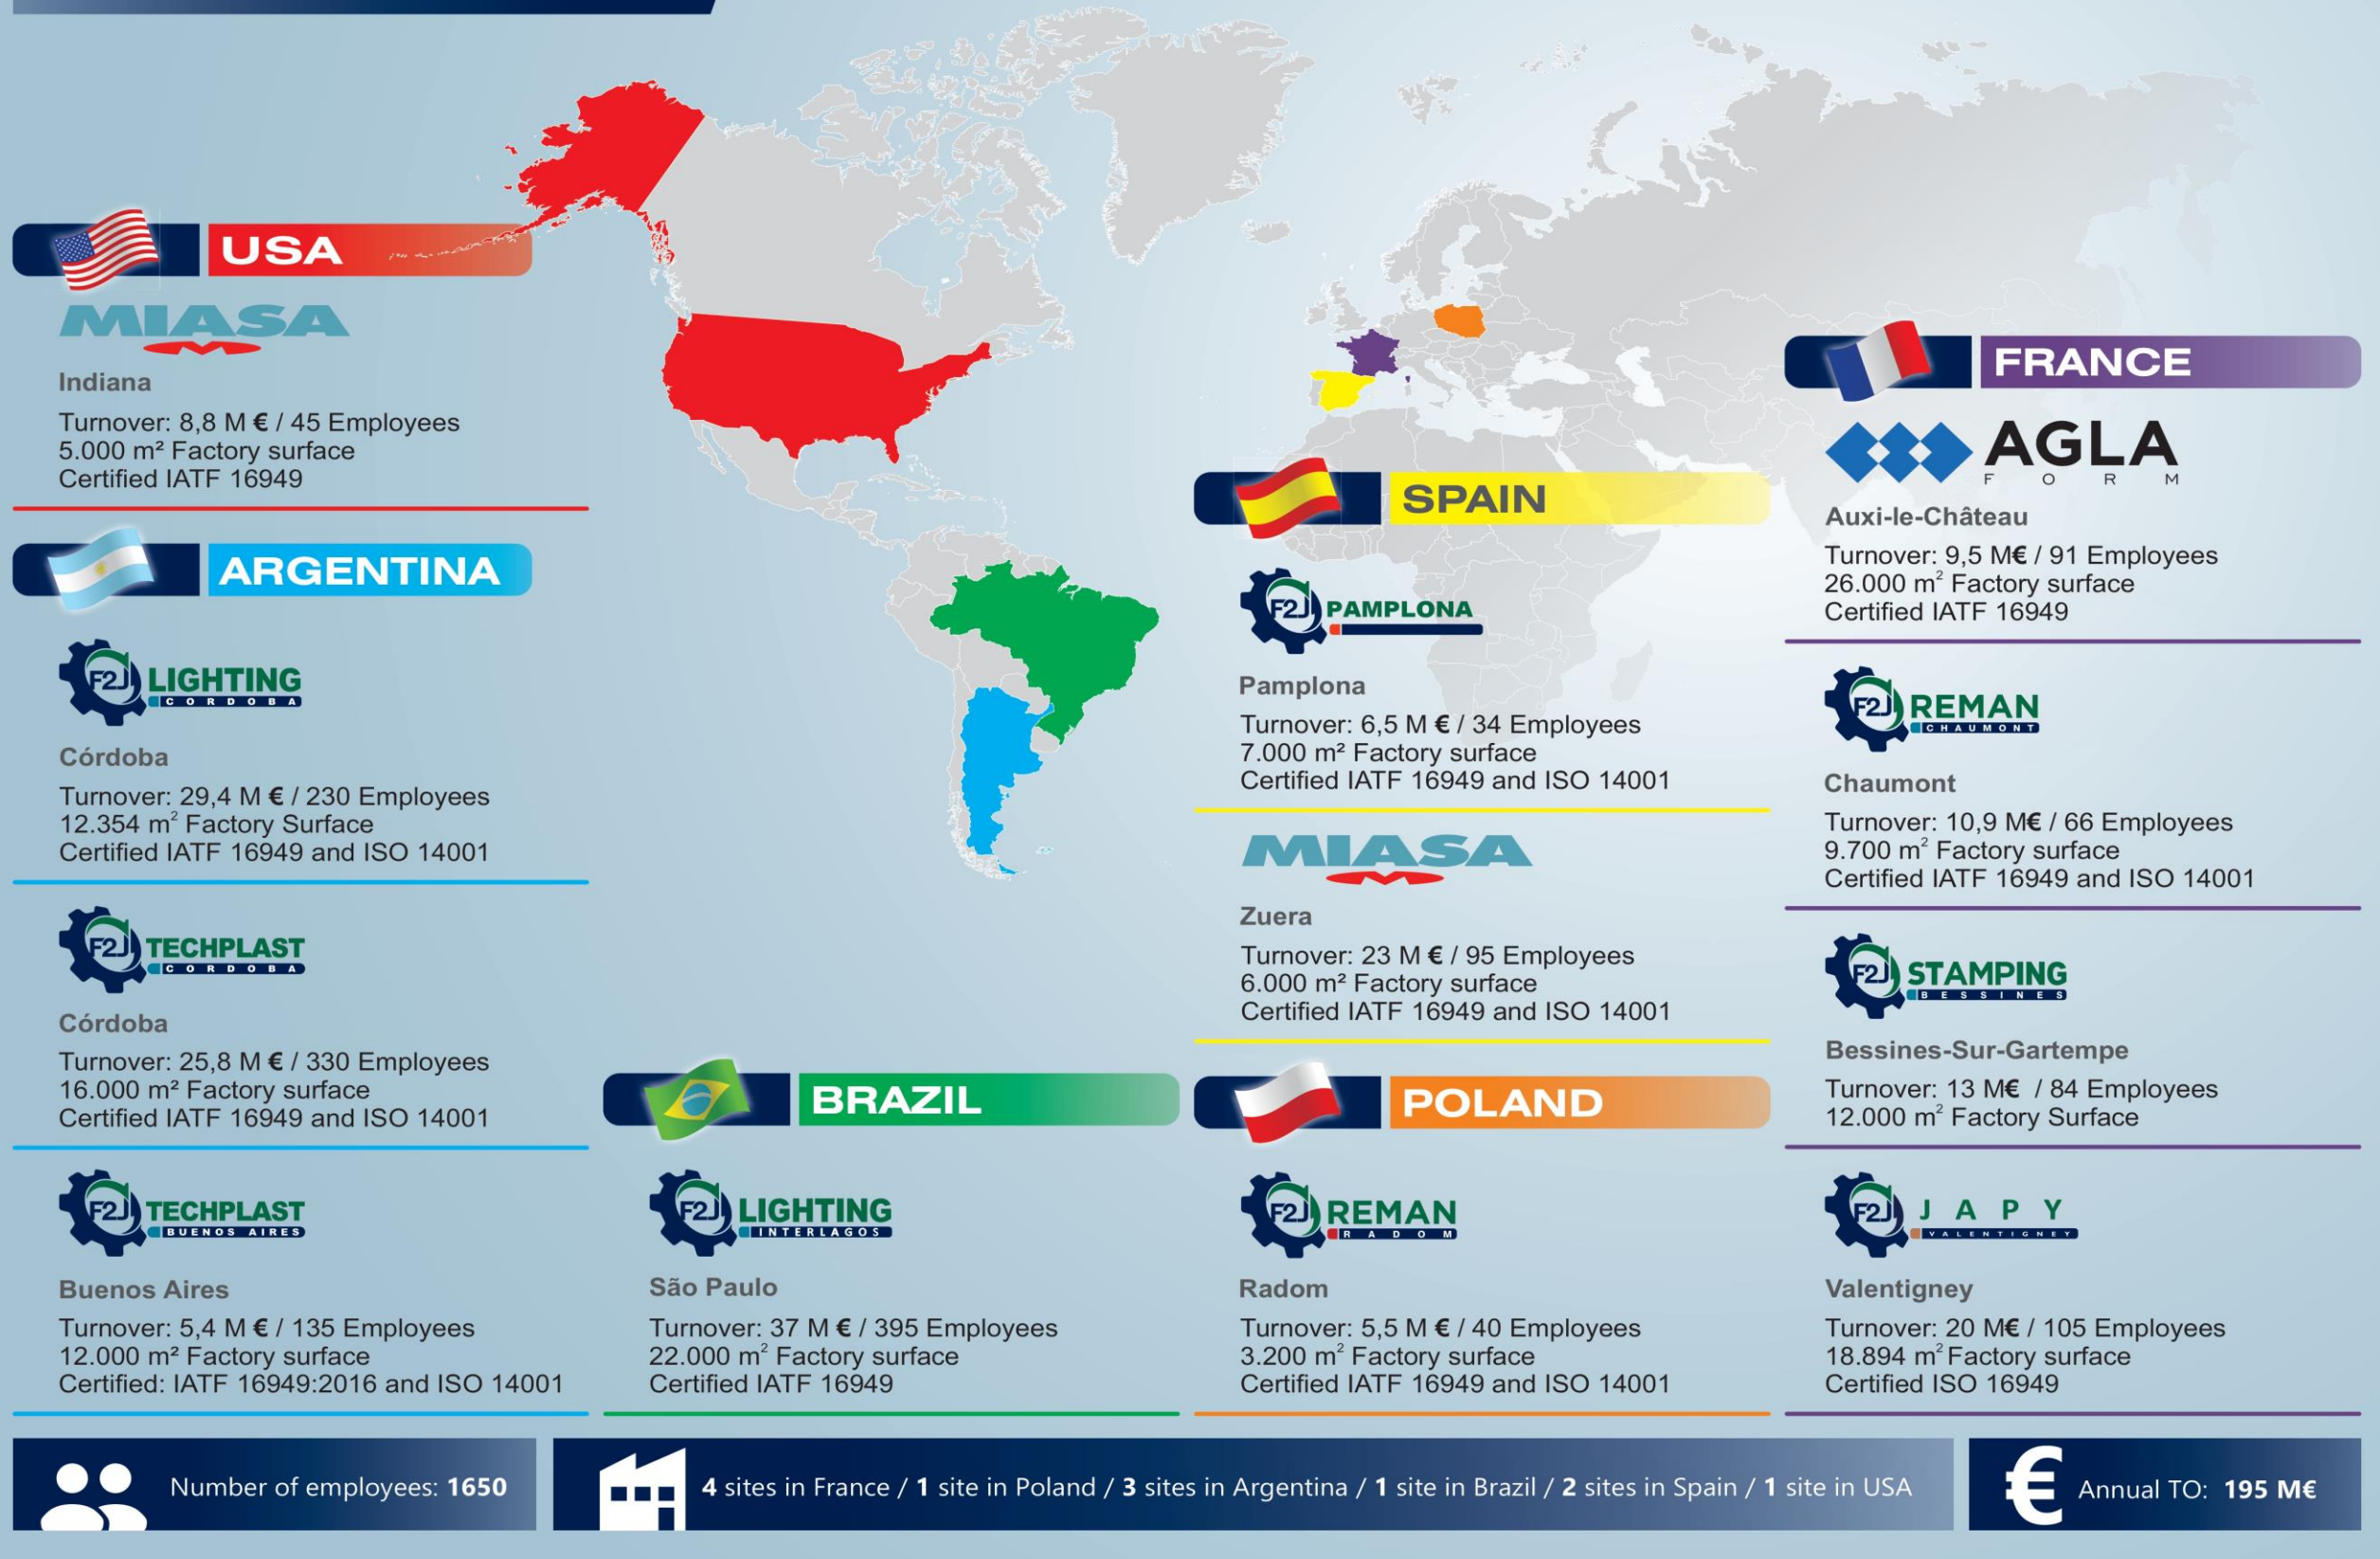 USA
MIASA
Indiana
Turnover: 8,8 M € / 45 Employees
5.000 m² Factory surface
Certified IATF 16949
ARGENTINA
F2J LIGHTING
CORDOBA
Córdoba
Turnover: 29,4 M € / 230 Employees
12.354 m² Factory Surface
Certified IATF 16949 and ISO 14001
F2J TECHPLAST
CORDOBA
Córdoba
Turnover: 25,8 M € / 330 Employees
16.000 m² Factory surface
Certified IATF 16949 and ISO 14001
F2J TECHPLAST
BUENOS AIRES
Buenos Aires
Turnover: 5,4 M € / 135 Employees
12.000 m² Factory surface
Certified: IATF 16949:2016 and ISO 14001
BRAZIL
F2J LIGHTING
INTERLAGOS
São Paulo
Turnover: 37 M € / 395 Employees
22.000 m² Factory surface
Certified IATF 16949
SPAIN
F2J PAMPLONA
Pamplona
Turnover: 6,5 M € / 34 Employees
7.000 m² Factory surface
Certified IATF 16949 and ISO 14001
MIASA
Zuera
Turnover: 23 M € / 95 Employees
6.000 m² Factory surface
Certified IATF 16949 and ISO 14001
POLAND
F2J REMAN
RADOM
Radom
Turnover: 5,5 M € / 40 Employees
3.200 m² Factory surface
Certified IATF 16949 and ISO 14001
FRANCE
AGLA
FORM
Auxi-le-Château
Turnover: 9,5 M€ / 91 Employees
26.000 m² Factory surface
Certified IATF 16949
F2J REMAN
CHAUMONT
Chaumont
Turnover: 10,9 M€ / 66 Employees
9.700 m² Factory surface
Certified IATF 16949 and ISO 14001
F2J STAMPING
BESSINES
Bessines-Sur-Gartempe
Turnover: 13 M€ / 84 Employees
12.000 m² Factory Surface
F2J JAPY
VALENTIGNEY
Valentigney
Turnover: 20 M€ / 105 Employees
18.894 m² Factory surface
Certified ISO 16949
Number of employees: 1650
4 sites in France / 1 site in Poland / 3 sites in Argentina / 1 site in Brazil / 2 sites in Spain / 1 site in USA
€ Annual TO: 195 M€